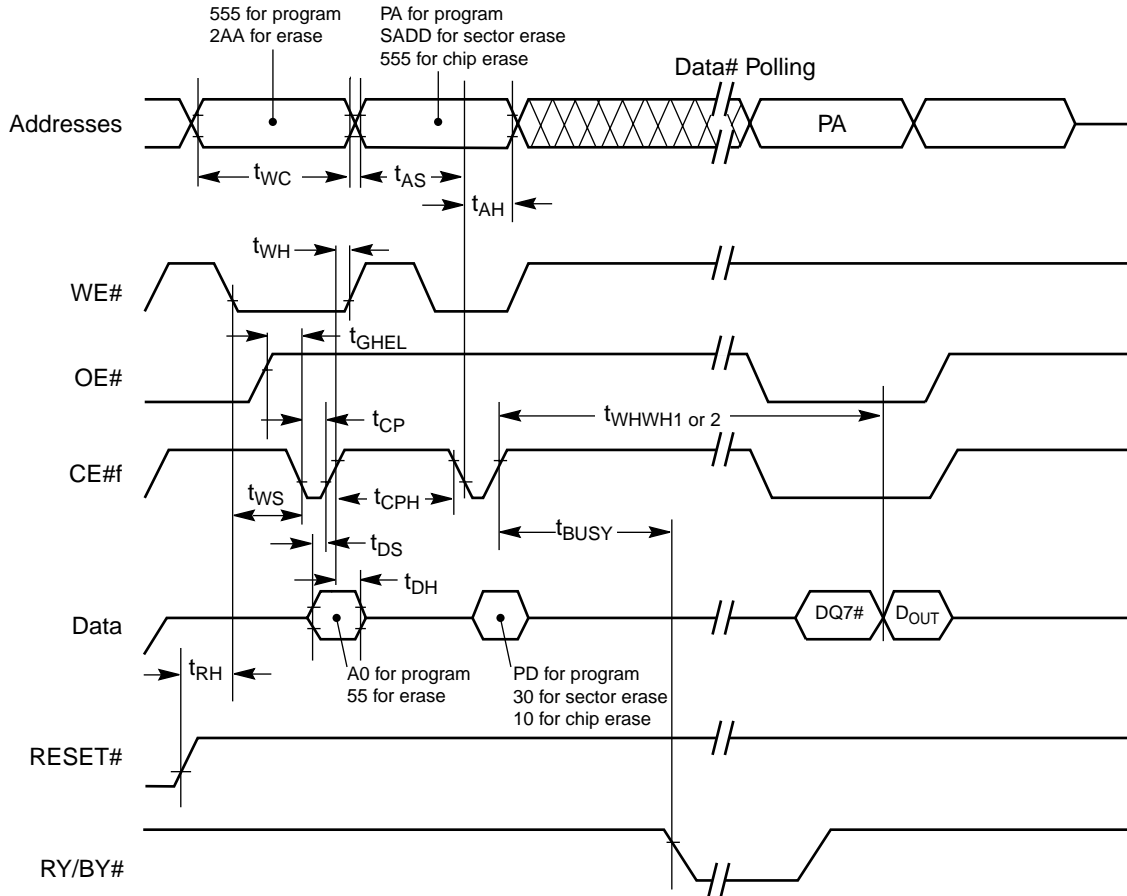 555 for program
2AA for erase
PA for program
SADD for sector erase
555 for chip erase
Data# Polling
Addresses
PA
tWC
tAS
tAH
tWH
WE#
tGHEL
OE#
tCP
tWHWH1 or 2
CE#f
tWS
tCPH
tBUSY
tDS
tDH
Data
DQ7#
DOUT
tRH
A0 for program
55 for erase
PD for program
30 for sector erase
10 for chip erase
RESET#
RY/BY#